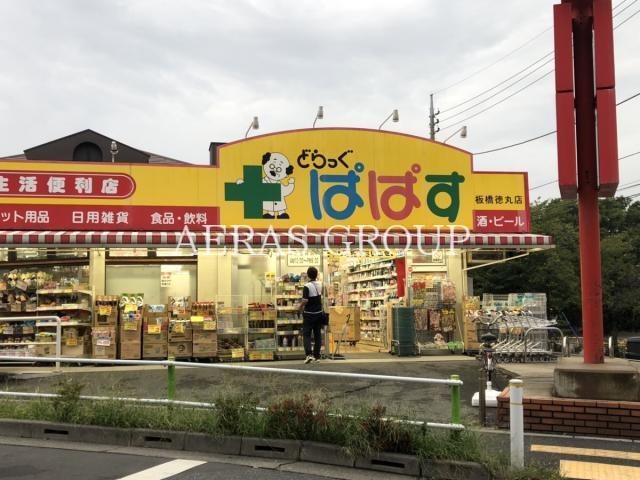 どらっぐ
ぱぱす
板橋徳丸店
生活便利店
ット用品
日用雑貨
食品・飲料
酒・ビール
AERAS GROUP